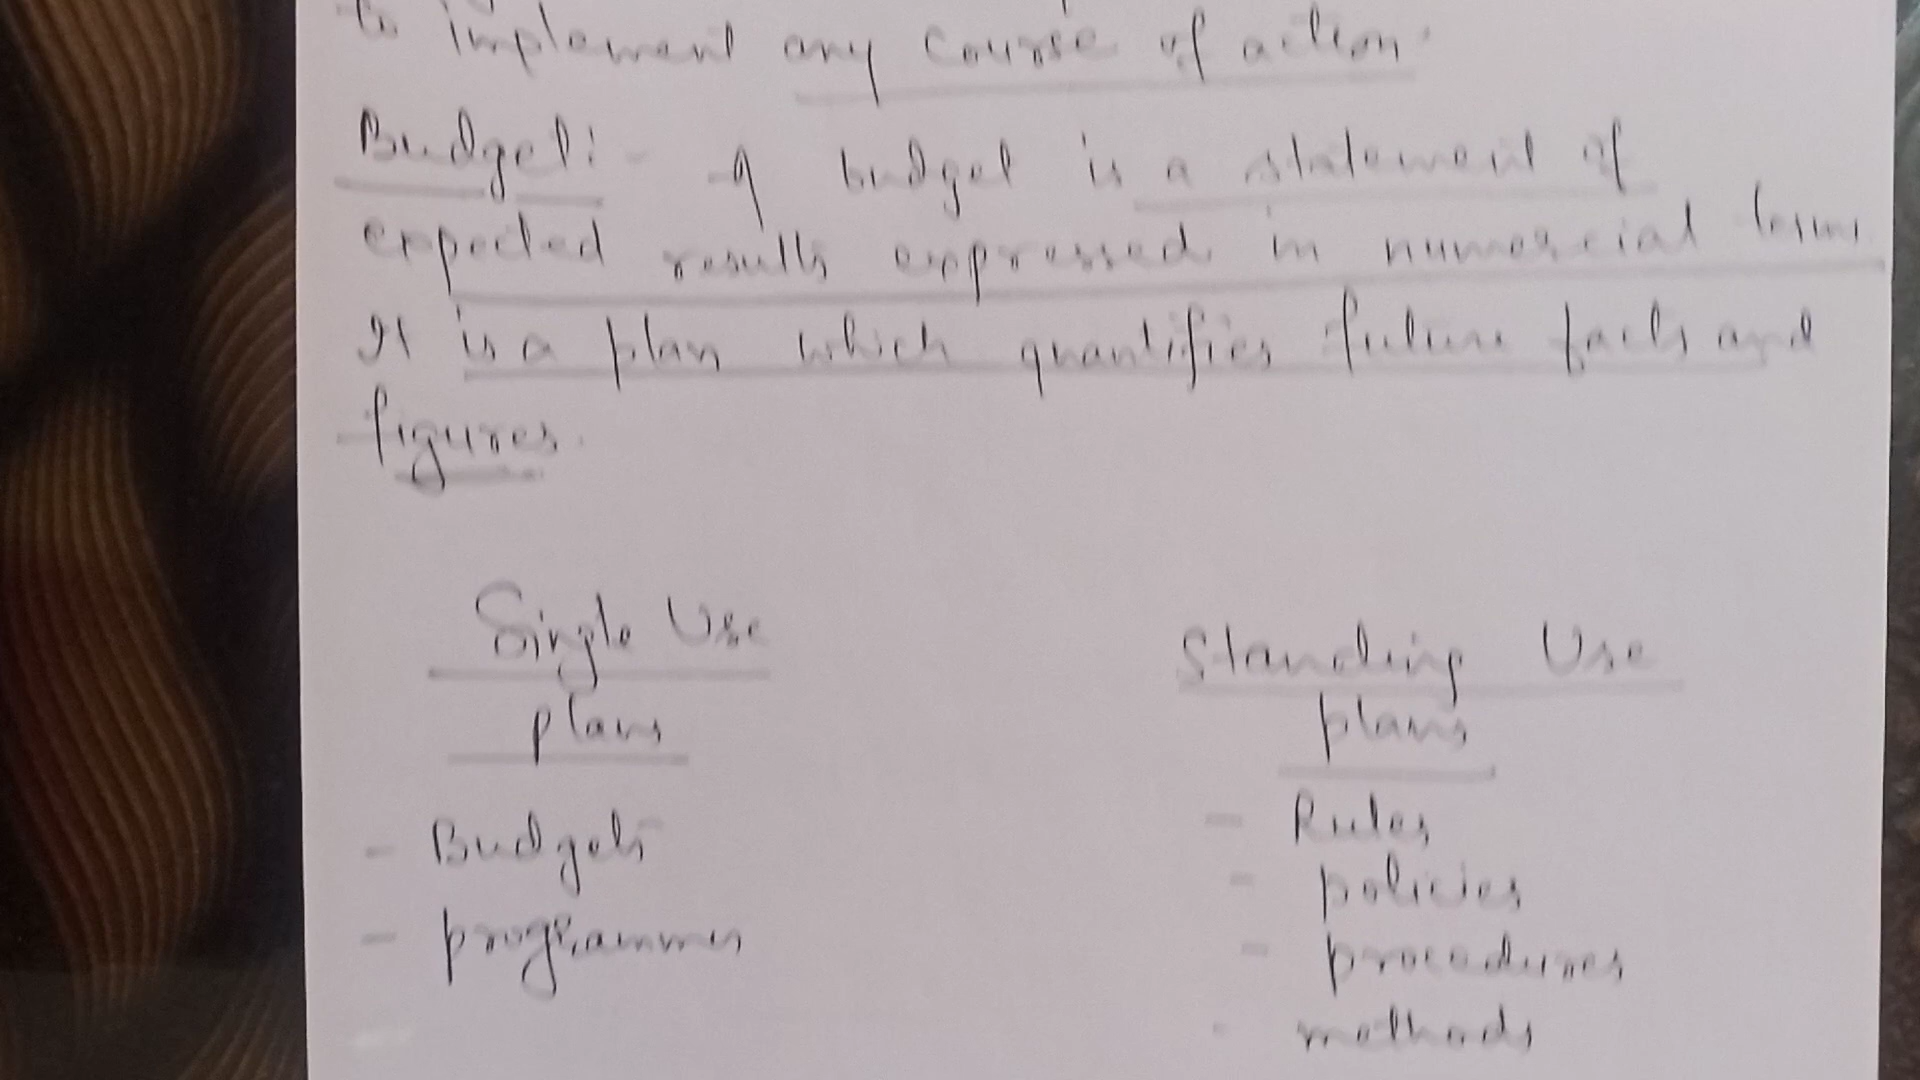 to implement any course of action.
Budget:- A budget is a statement of
expected results expressed in numercial terms
It is a plan which quantifies future facts and
figures.
Single Use
plans
- Budgets
- programmes
Standing Use
plans
- Rules
- policies
- procedures
- methods